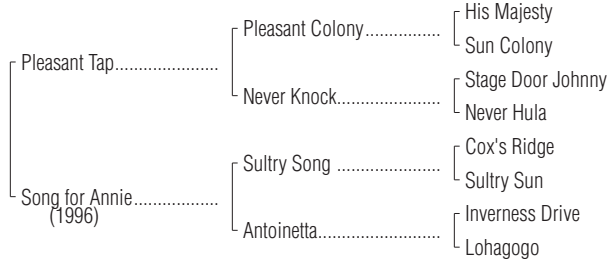 His Majesty
Pleasant Colony................
Sun Colony
Pleasant Tap......................
Stage Door Johnny
Never Knock......................
Never Hula
Cox's Ridge
Sultry Song ......................
Sultry Sun
Song for Annie..................
(1996)
Inverness Drive
Antoinetta..........................
Lohagogo